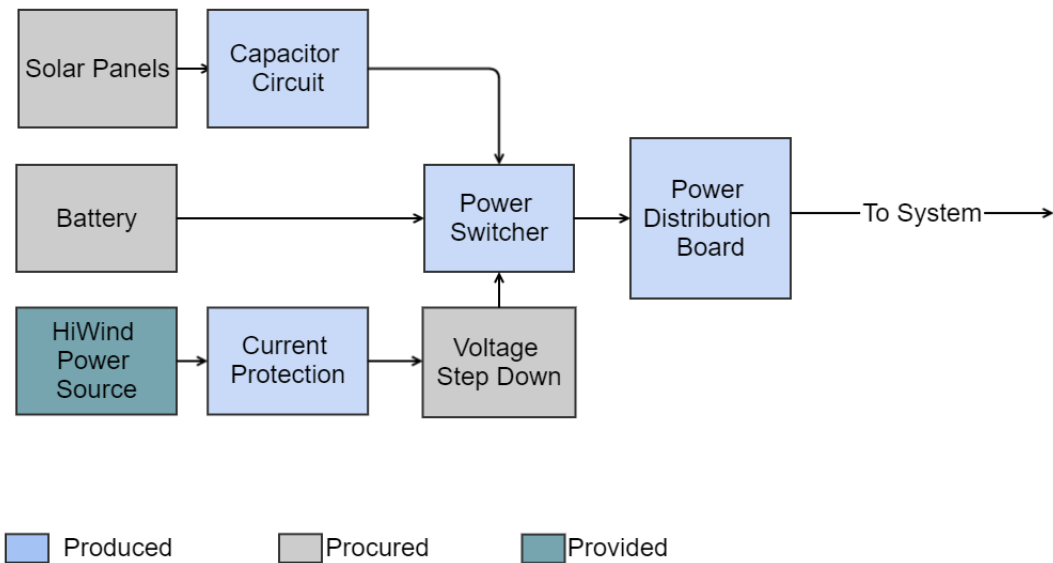 Solar Panels
Capacitor
Circuit
Battery
Power
Switcher
Power
Distribution
Board
To System
HiWind
Power
Source
Current
Protection
Voltage
Step Down
Produced
Procured
Provided